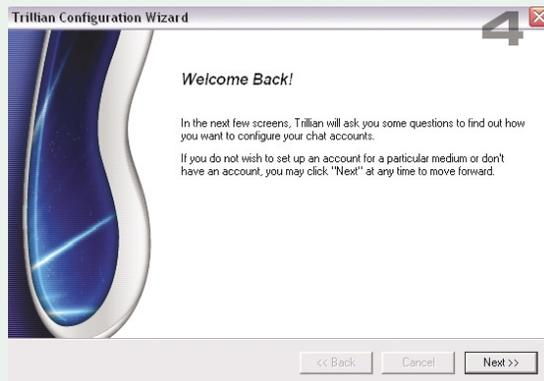 Trillian Configuration Wizard
4
Welcome Back!
In the next few screens, Trillian will ask you some questions to find out how
you want to configure your chat accounts.
If you do not wish to set up an account for a particular medium or don't
have an account, you may click "Next" at any time to move forward.
<< Back Cancel Next >>